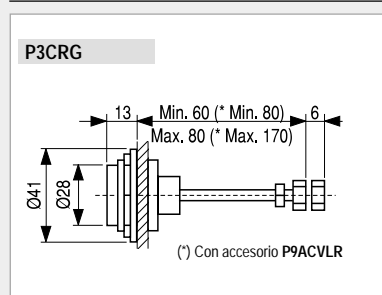 P3CRG
13 Min. 60 (* Min. 80) 6
Max. 80 (* Max. 170)
Ø41
Ø28
(*) Con accesorio P9ACVLR